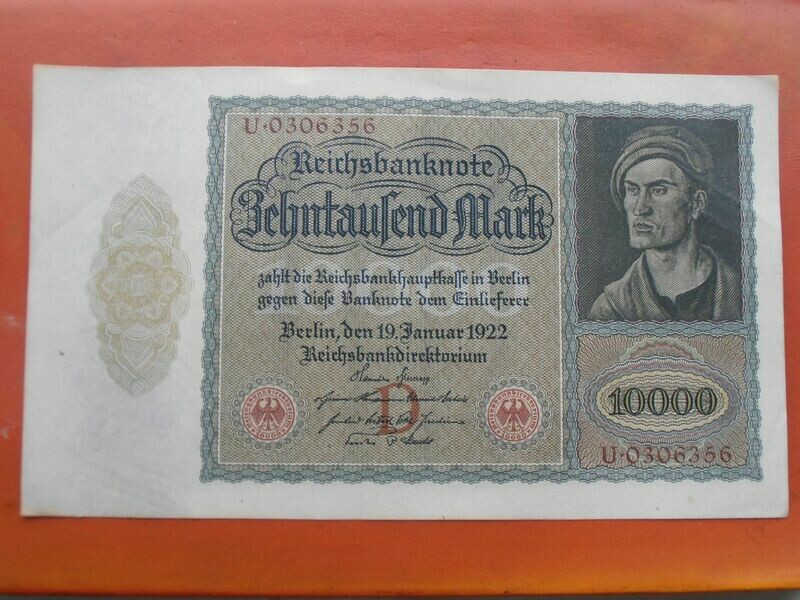 U·0306356
Reichsbanknote
Zehntausend Mark
zahlt die Reichsbankhauptkasse in Berlin
gegen diese Banknote dem Einlieferer
Berlin, den 19. Januar 1922
Reichsbankdirektorium
D
10000
U·0306356